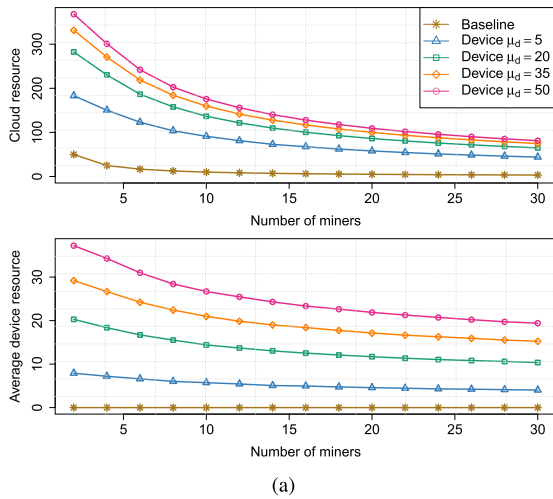 Cloud resource
0
100
200
300
Baseline
Device μd = 5
Device μd = 20
Device μd = 35
Device μd = 50
5 10 15 20 25 30
Number of miners
Average device resource
0
10
20
30
5 10 15 20 25 30
Number of miners
(a)